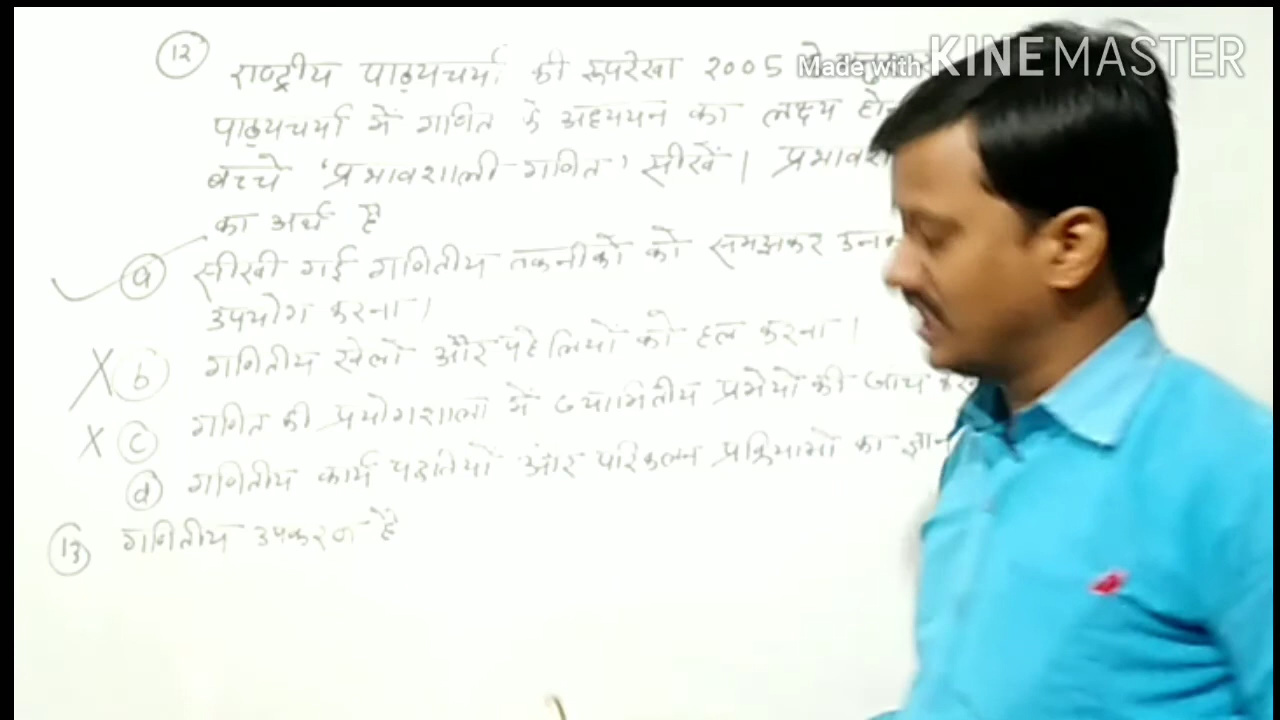 12 राष्ट्रीय पाठ्यचर्या की रूपरेखा 2005 के
Made with KINEMASTER
पाठ्यचर्या में गणित के अध्ययन का लक्ष्य
बच्चे 'प्रभावशाली-गणित' सीखें।
का अर्थ है
a सीखी गई गणितीय तकनीकों को समझकर
उपयोग करना।
b गणितीय खेलों और पहेलियों को हल करना।
c गणित की प्रयोगशाला में ज्यामितीय प्रमेयों की जाँच
d गणितीय कार्य पद्धतियों और परिकलन प्रक्रियाओं का ज्ञान
13 गणितीय उपकरण है